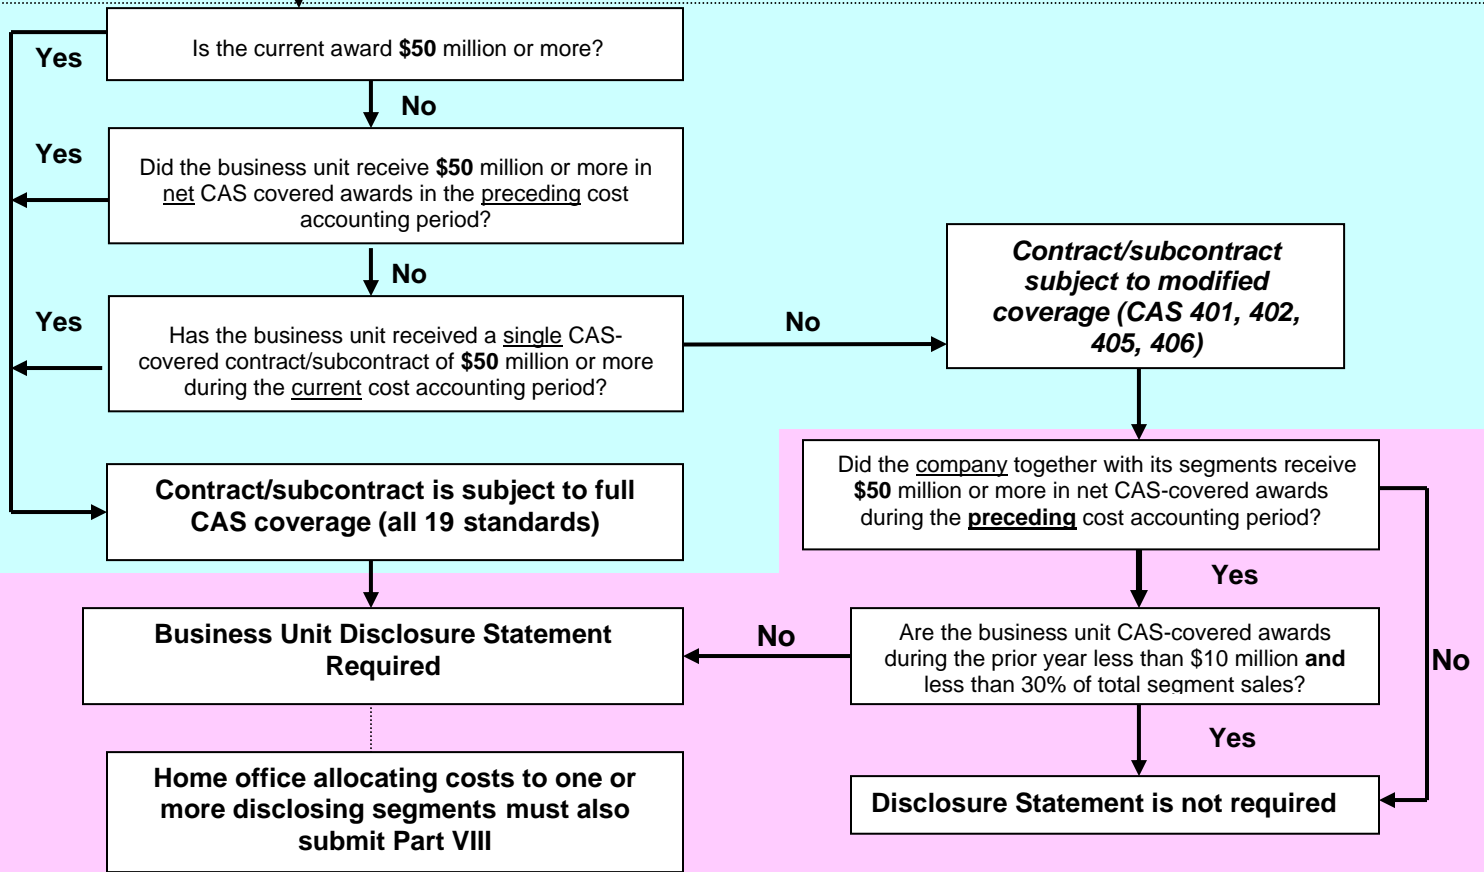 Is the current award $50 million or more?
Yes
No
Did the business unit receive $50 million or more in
net CAS covered awards in the preceding cost
accounting period?
Yes
No
Has the business unit received a single CAS-
covered contract/subcontract of $50 million or more
during the current cost accounting period?
Yes
No
Contract/subcontract
subject to modified
coverage (CAS 401, 402,
405, 406)
Contract/subcontract is subject to full
CAS coverage (all 19 standards)
Did the company together with its segments receive
$50 million or more in net CAS-covered awards
during the preceding cost accounting period?
Yes
No
Business Unit Disclosure Statement
Required
No
Are the business unit CAS-covered awards
during the prior year less than $10 million and
less than 30% of total segment sales?
Yes
Home office allocating costs to one or
more disclosing segments must also
submit Part VIII
Disclosure Statement is not required